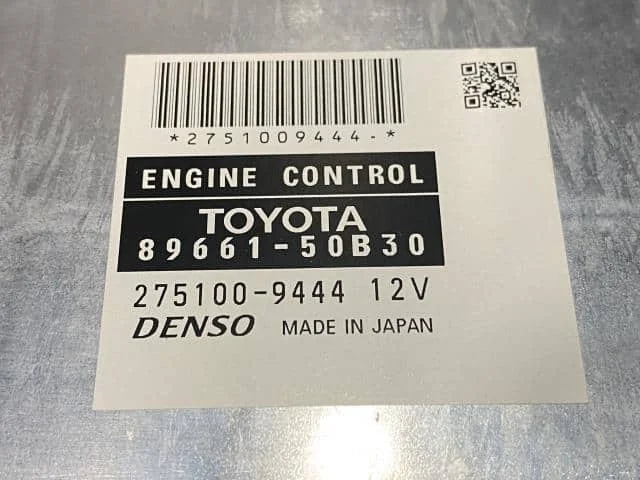 *2751009444-*
ENGINE CONTROL
TOYOTA
89661-50B30
275100-9444 12V
DENSO MADE IN JAPAN